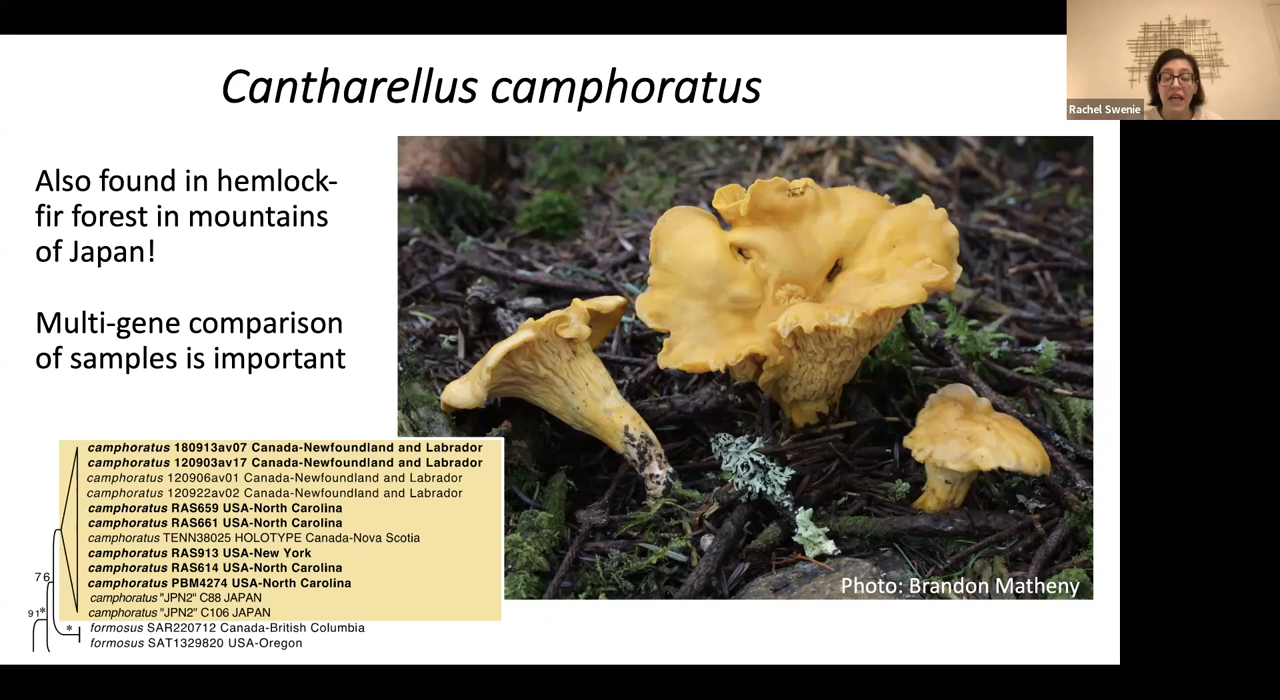 Cantharellus camphoratus
Rachel Swenie
Also found in hemlock-
fir forest in mountains
of Japan!
Multi-gene comparison
of samples is important
camphoratus 180913av07 Canada-Newfoundland and Labrador
camphoratus 120903av17 Canada-Newfoundland and Labrador
camphoratus 120906av01 Canada-Newfoundland and Labrador
camphoratus 120922av02 Canada-Newfoundland and Labrador
camphoratus RAS659 USA-North Carolina
camphoratus RAS661 USA-North Carolina
camphoratus TENN38025 HOLOTYPE Canada-Nova Scotia
camphoratus RAS913 USA-New York
camphoratus RAS614 USA-North Carolina
camphoratus PBM4274 USA-North Carolina
camphoratus "JPN2" C88 JAPAN
camphoratus "JPN2" C106 JAPAN
formosus SAR220712 Canada-British Columbia
formosus SAT1329820 USA-Oregon
76
91*
*
Photo: Brandon Matheny